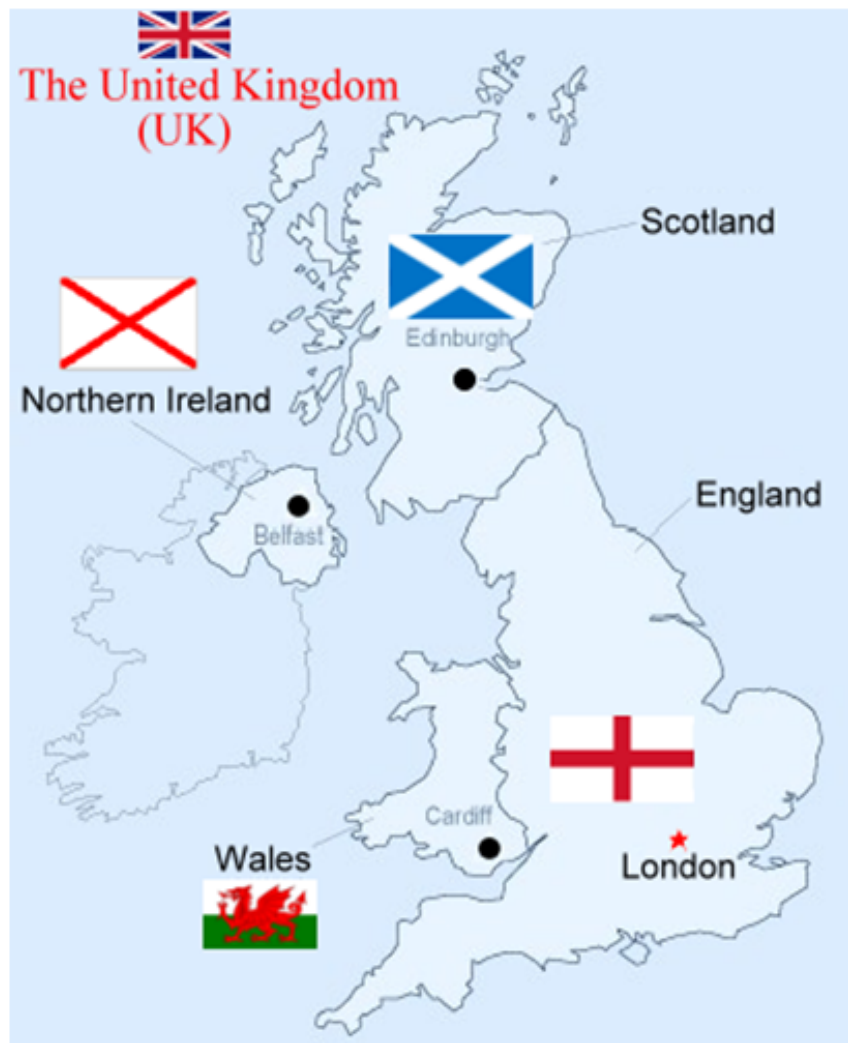 The United Kingdom
(UK)
Scotland
Edinburgh
Northern Ireland
England
Belfast
Cardiff
Wales
London